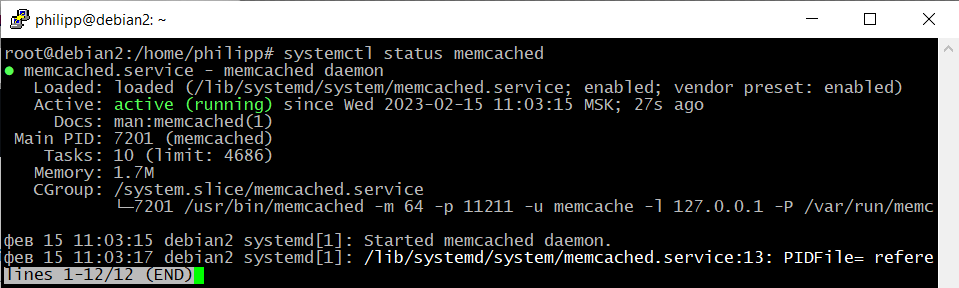 philipp@debian2: ~
root@debian2:/home/philipp# systemctl status memcached
● memcached.service - memcached daemon
   Loaded: loaded (/lib/systemd/system/memcached.service; enabled; vendor preset: enabled)
   Active: active (running) since Wed 2023-02-15 11:03:15 MSK; 27s ago
     Docs: man:memcached(1)
 Main PID: 7201 (memcached)
    Tasks: 10 (limit: 4686)
   Memory: 1.7M
   CGroup: /system.slice/memcached.service
           └─7201 /usr/bin/memcached -m 64 -p 11211 -u memcache -l 127.0.0.1 -P /var/run/memc
фев 15 11:03:15 debian2 systemd[1]: Started memcached daemon.
фев 15 11:03:17 debian2 systemd[1]: /lib/systemd/system/memcached.service:13: PIDFile= refere
lines 1-12/12 (END)